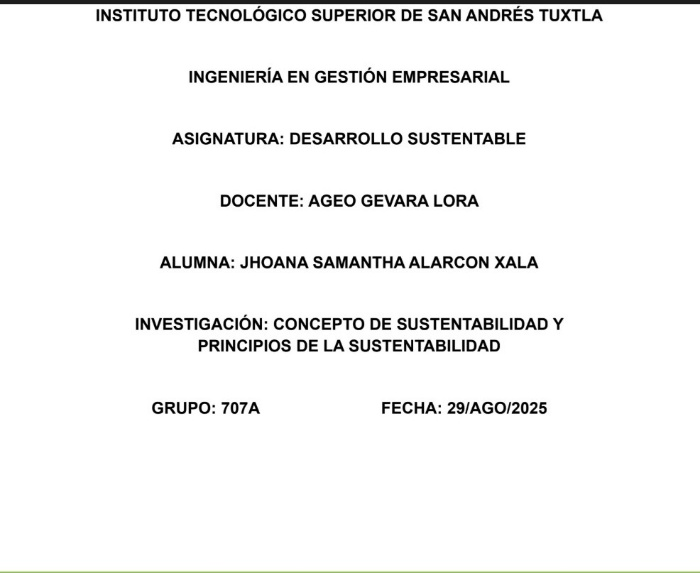 INSTITUTO TECNOLÓGICO SUPERIOR DE SAN ANDRÉS TUXTLA
INGENIERÍA EN GESTIÓN EMPRESARIAL
ASIGNATURA: DESARROLLO SUSTENTABLE
DOCENTE: AGEO GEVARA LORA
ALUMNA: JHOANA SAMANTHA ALARCON XALA
INVESTIGACIÓN: CONCEPTO DE SUSTENTABILIDAD Y
PRINCIPIOS DE LA SUSTENTABILIDAD
GRUPO: 707A FECHA: 29/AGO/2025